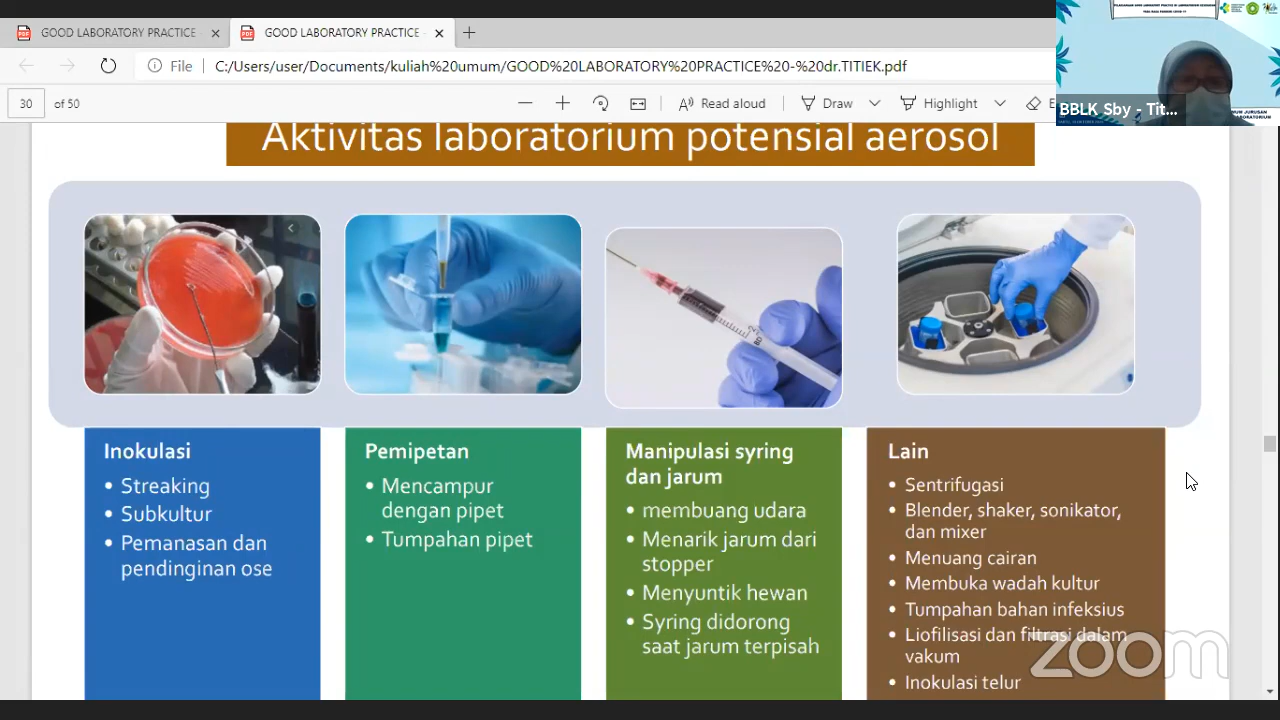 GOOD LABORATORY PRACTICE
GOOD LABORATORY PRACTICE -
File
C:/Users/user/Documents/kuliah%20umum/GOOD%20LABORATORY%20PRACTICE%20-%20dr.TITIEK.pdf
30 of 50
Read aloud
Draw
Highlight
BBLK Sby - Tit...
Aktivitas laboratorium potensial aerosol
Inokulasi
• Streaking
• Subkultur
• Pemanasan dan
pendinginan ose
Pemipetan
• Mencampur
dengan pipet
• Tumpahan pipet
Manipulasi syring
dan jarum
• membuang udara
• Menarik jarum dari
stopper
• Menyuntik hewan
• Syring didorong
saat jarum terpisah
Lain
• Sentrifugasi
• Blender, shaker, sonikator,
dan mixer
• Menuang cairan
• Membuka wadah kultur
• Tumpahan bahan infeksius
• Liofilisasi dan filtrasi dalam
vakum
• Inokulasi telur
zoom